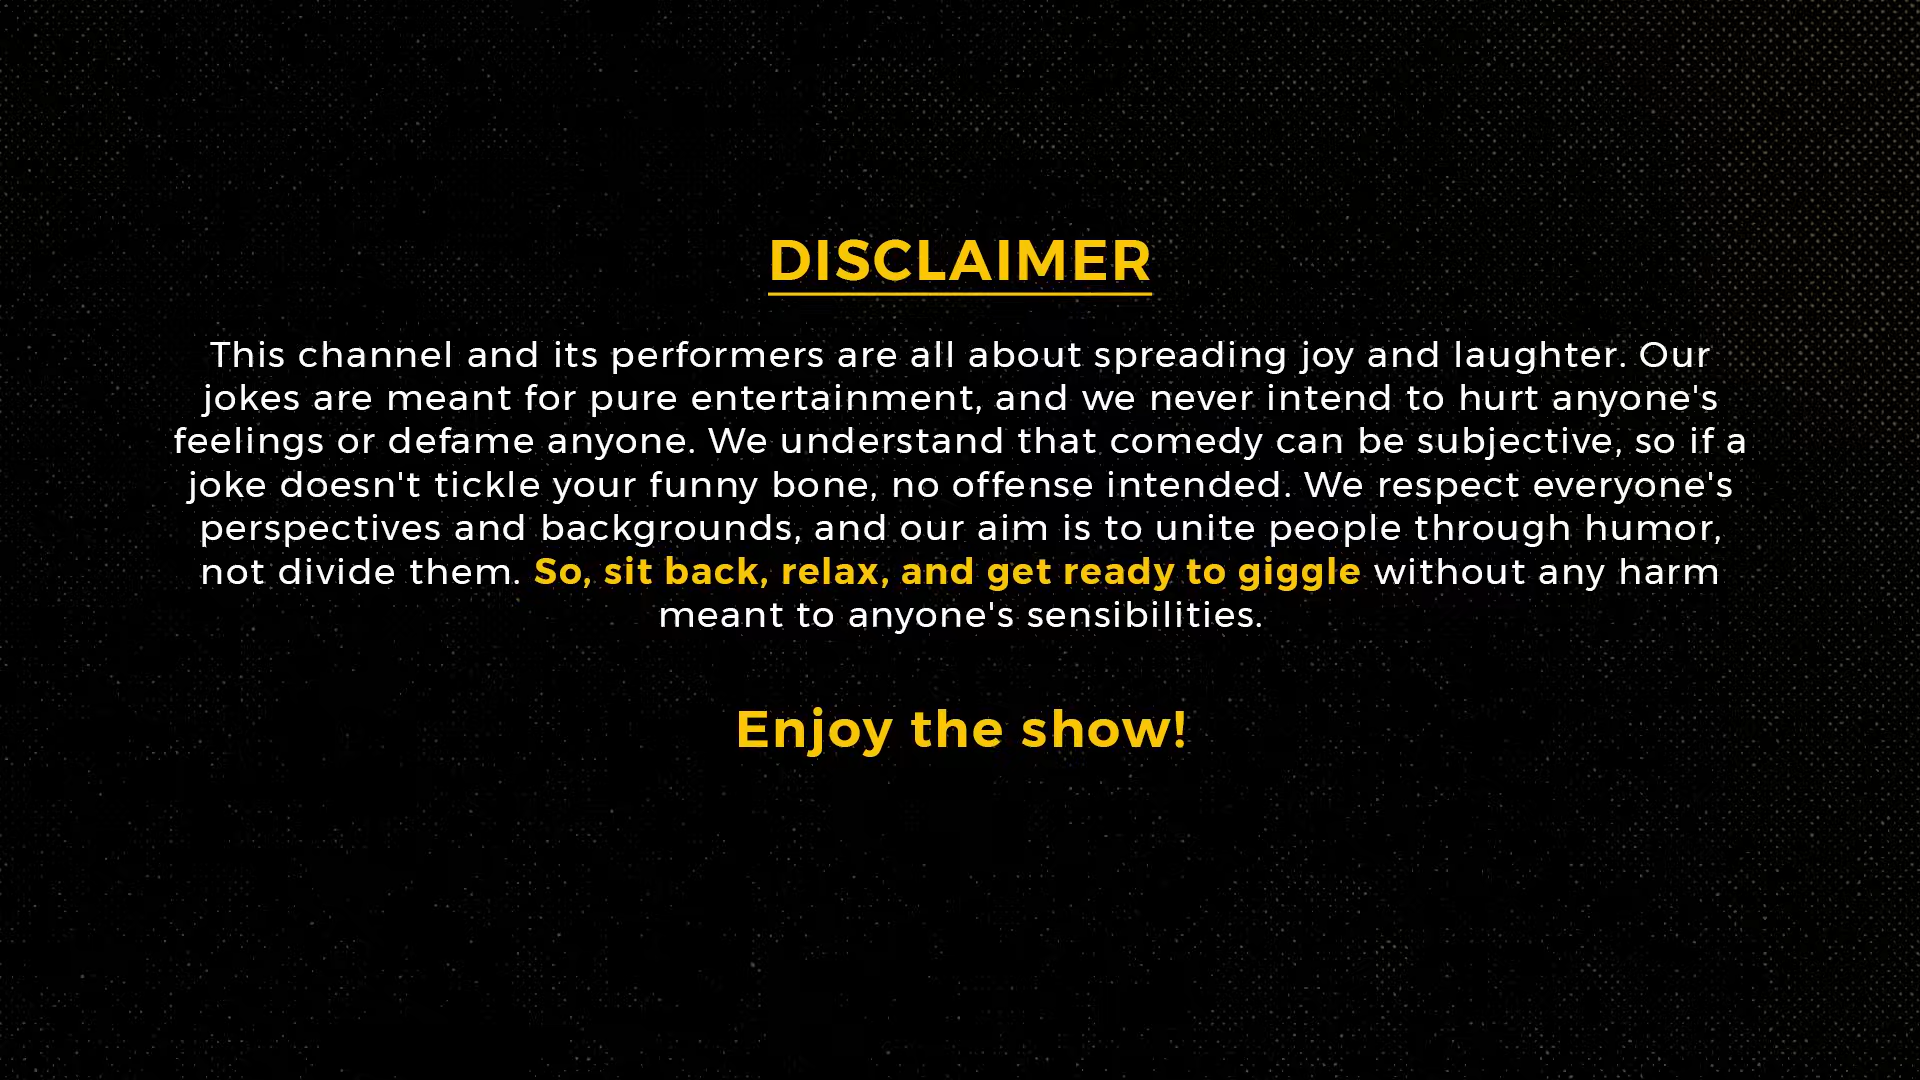 DISCLAIMER
This channel and its performers are all about spreading joy and laughter. Our
jokes are meant for pure entertainment, and we never intend to hurt anyone's
feelings or defame anyone. We understand that comedy can be subjective, so if a
joke doesn't tickle your funny bone, no offense intended. We respect everyone's
perspectives and backgrounds, and our aim is to unite people through humor,
not divide them. So, sit back, relax, and get ready to giggle without any harm
meant to anyone's sensibilities.
Enjoy the show!